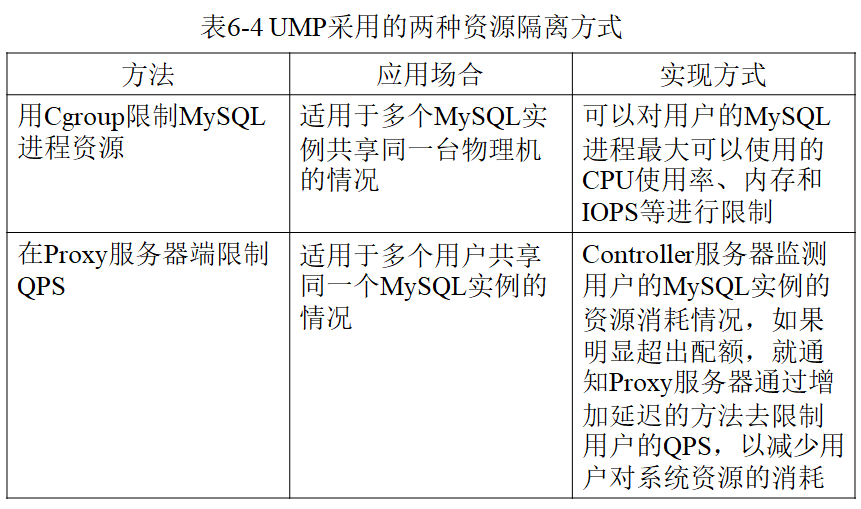 表6-4 UMP采用的两种资源隔离方式
方法
应用场合
实现方式
用Cgroup限制MySQL
进程资源
适用于多个MySQL实
例共享同一台物理机
的情况
可以对用户的MySQL
进程最大可以使用的
CPU使用率、内存和
IOPS等进行限制
在Proxy服务器端限制
QPS
适用于多个用户共享
同一个MySQL实例的
情况
Controller服务器监测
用户的MySQL实例的
资源消耗情况，如果
明显超出配额，就通
知Proxy服务器通过增
加延迟的方法去限制
用户的QPS，以减少用
户对系统资源的消耗